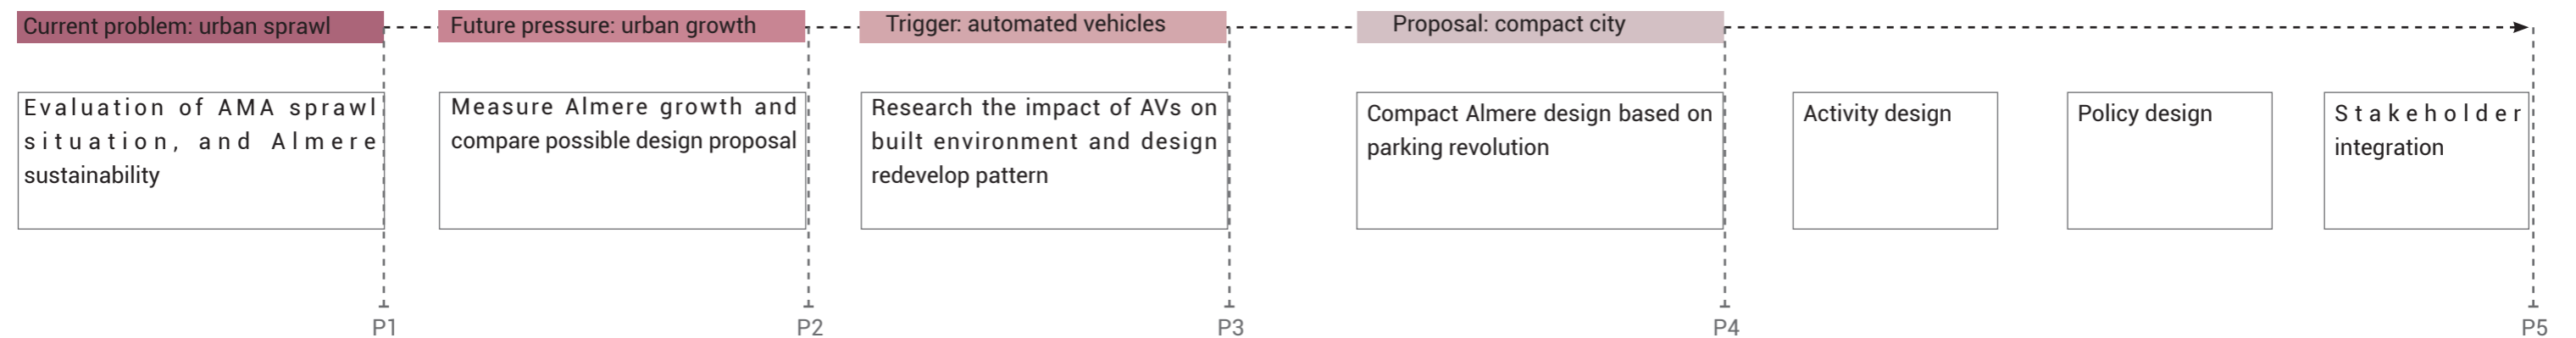 Current problem: urban sprawl
Future pressure: urban growth
Trigger: automated vehicles
Proposal: compact city
Evaluation of AMA sprawl
situation, and Almere
sustainability
Measure Almere growth and
compare possible design proposal
Research the impact of AVs on
built environment and design
redevelop pattern
Compact Almere design based on
parking revolution
Activity design
Policy design
Stakeholder
integration
P1
P2
P3
P4
P5